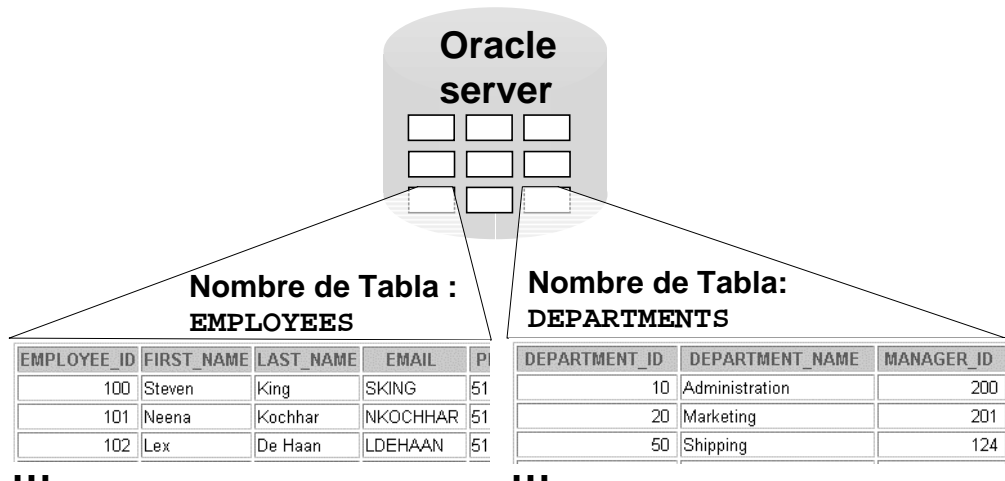 Oracle
server
Nombre de Tabla :
EMPLOYEES
EMPLOYEE_ID FIRST_NAME LAST_NAME EMAIL
100 Steven King SKING 51
101 Neena Kochhar NKOCHHAR 51
102 Lex De Haan LDEHAAN 51
...
Nombre de Tabla:
DEPARTMENTS
DEPARTMENT_ID DEPARTMENT_NAME MANAGER_ID
10 Administration 200
20 Marketing 201
50 Shipping 124
...